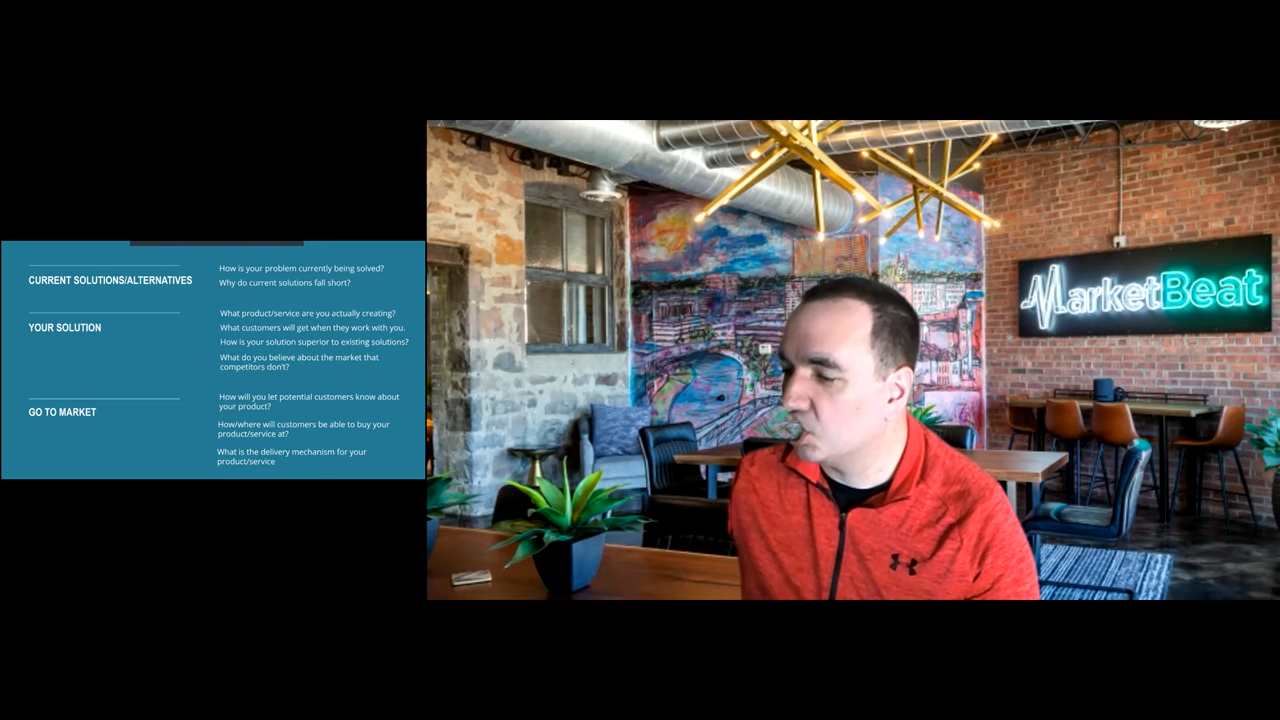 CURRENT SOLUTIONS/ALTERNATIVES
How is your problem currently being solved?
Why do current solutions fall short?
YOUR SOLUTION
What product/service are you actually creating?
What customers will get when they work with you.
How is your solution superior to existing solutions?
What do you believe about the market that
competitors don't?
GO TO MARKET
How will you let potential customers know about
your product?
How/where will customers be able to buy your
product/service at?
What is the delivery mechanism for your
product/service
MarketBeat